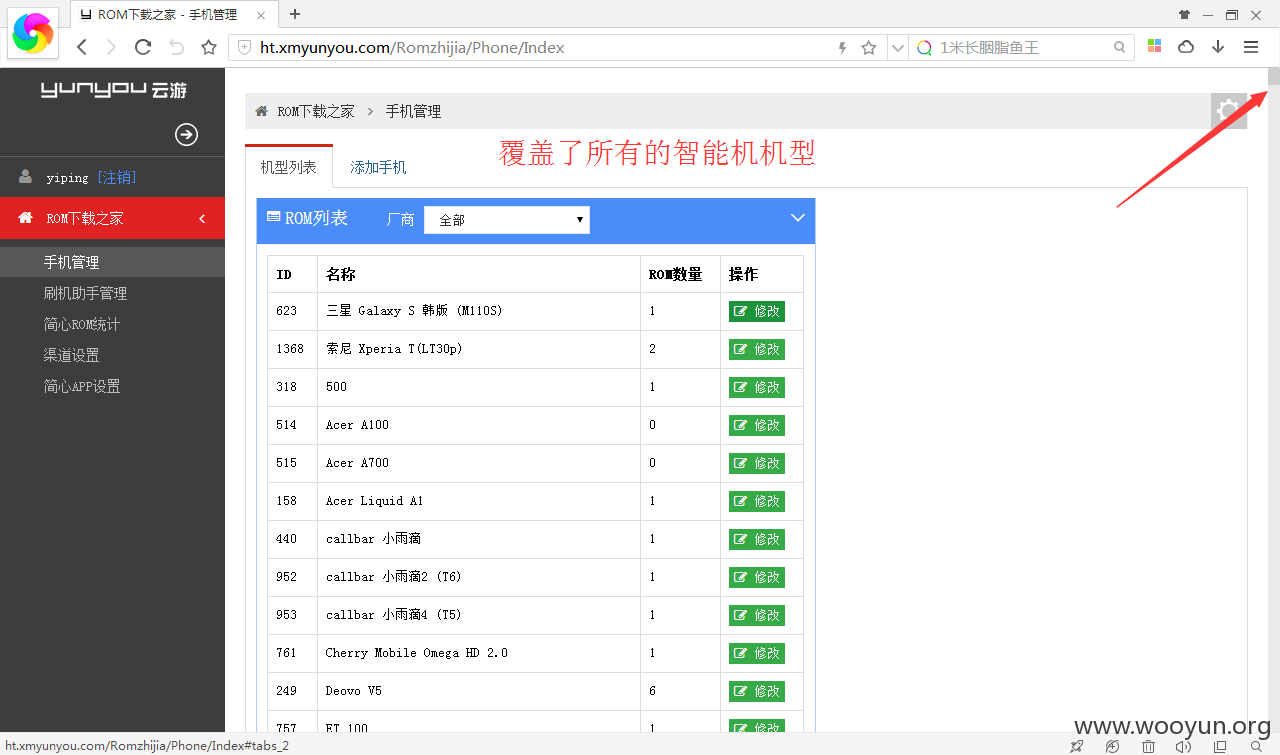 ROM下载之家 - 手机管理
ht.xmyunyou.com/Romzhijia/Phone/Index
1米长胭脂鱼王
yunyou 云游
ROM下载之家 > 手机管理
覆盖了所有的智能机机型
机型列表 添加手机
yiping [注销]
ROM下载之家
手机管理
刷机助手管理
简心ROM统计
渠道设置
简心APP设置
ROM列表 厂商 全部
ID 名称 ROM数量 操作
623 三星 Galaxy S 韩版 (M110S) 1 修改
1368 索尼 Xperia T(LT30p) 2 修改
318 500 1 修改
514 Acer A100 0 修改
515 Acer A700 0 修改
158 Acer Liquid A1 1 修改
440 callbar 小雨滴 1 修改
952 callbar 小雨滴2 (T6) 1 修改
953 callbar 小雨滴4 (T5) 1 修改
761 Cherry Mobile Omega HD 2.0 1 修改
249 Deovo V5 6 修改
757 ET 100 1 修改
www.wooyun.org
ht.xmyunyou.com/Romzhijia/Phone/Index#tabs_2